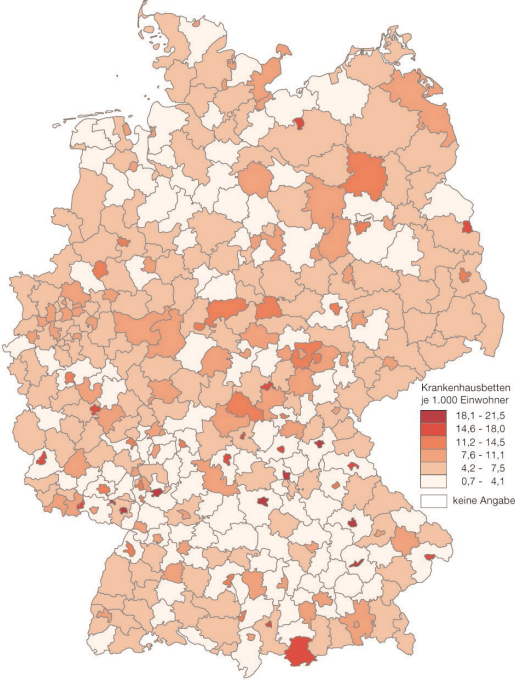 Krankenhausbetten
je 1.000 Einwohner
18,1 - 21,5
14,6 - 18,0
11,2 - 14,5
7,6 - 11,1
4,2 - 7,5
0,7 - 4,1
keine Angabe